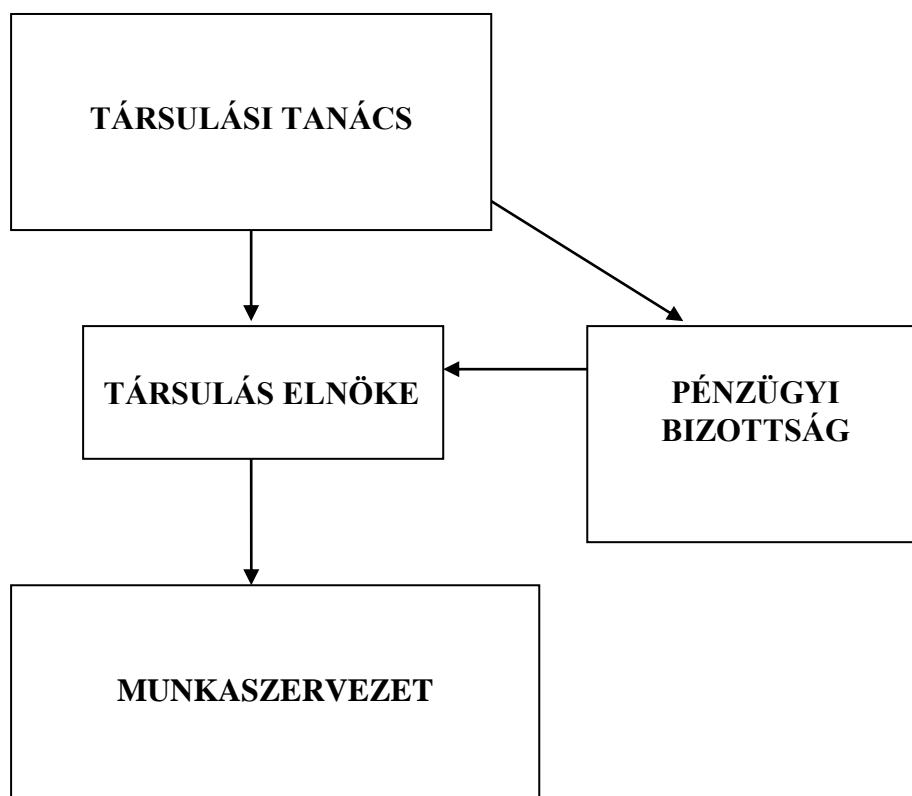 TÁRSULÁSI TANÁCS
TÁRSULÁS ELNÖKE
PÉNZÜGYI
BIZOTTSÁG
MUNKASZERVEZET